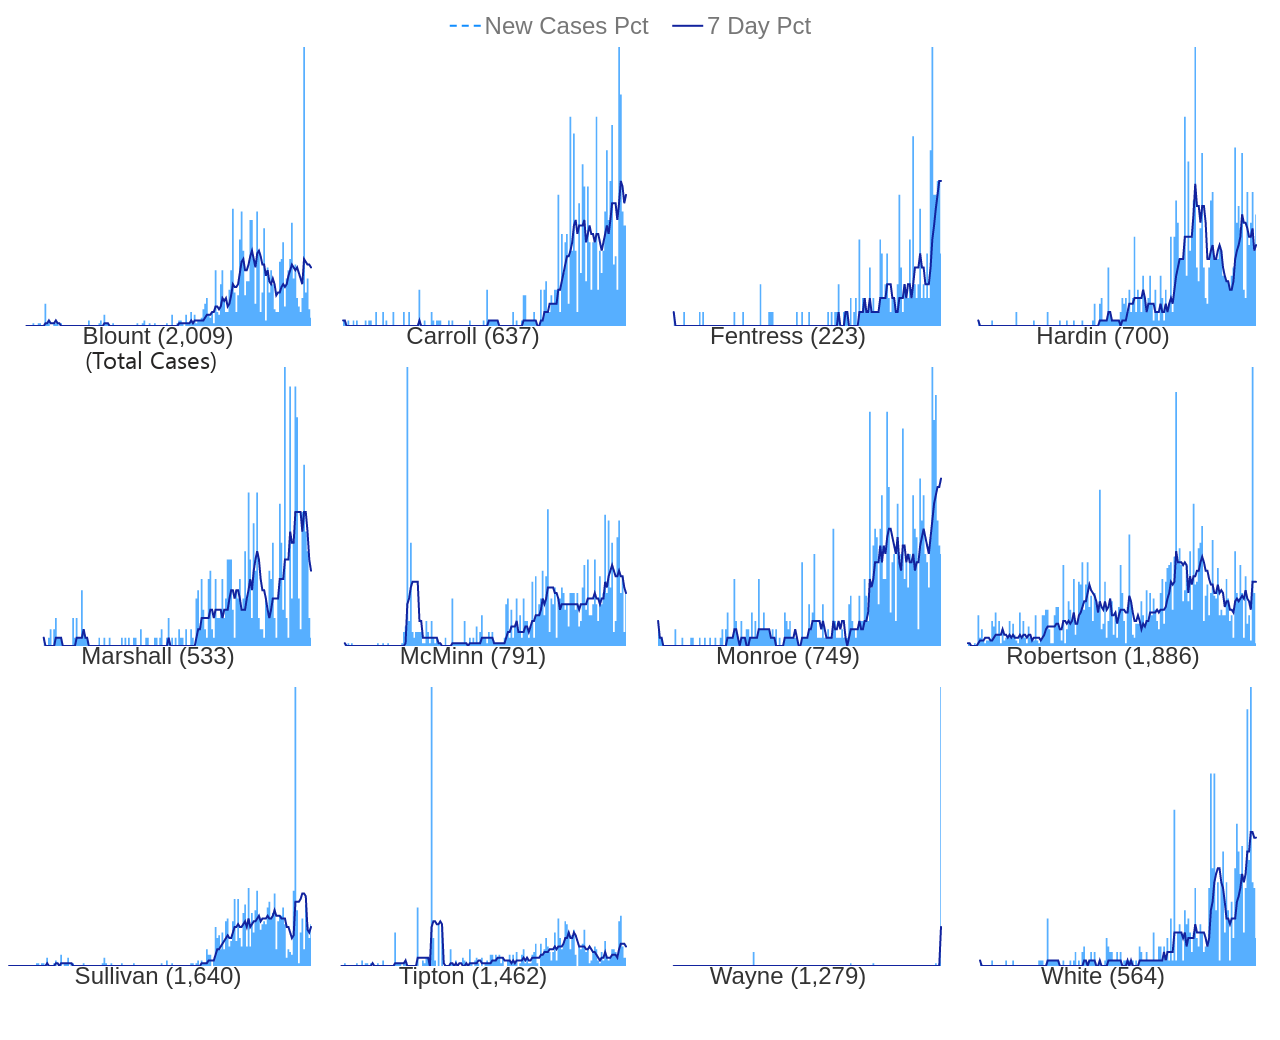 New Cases Pct 7 Day Pct
Blount (2,009)
(Total Cases)
Carroll (637)
Fentress (223)
Hardin (700)
Marshall (533)
McMinn (791)
Monroe (749)
Robertson (1,886)
Sullivan (1,640)
Tipton (1,462)
Wayne (1,279)
White (564)